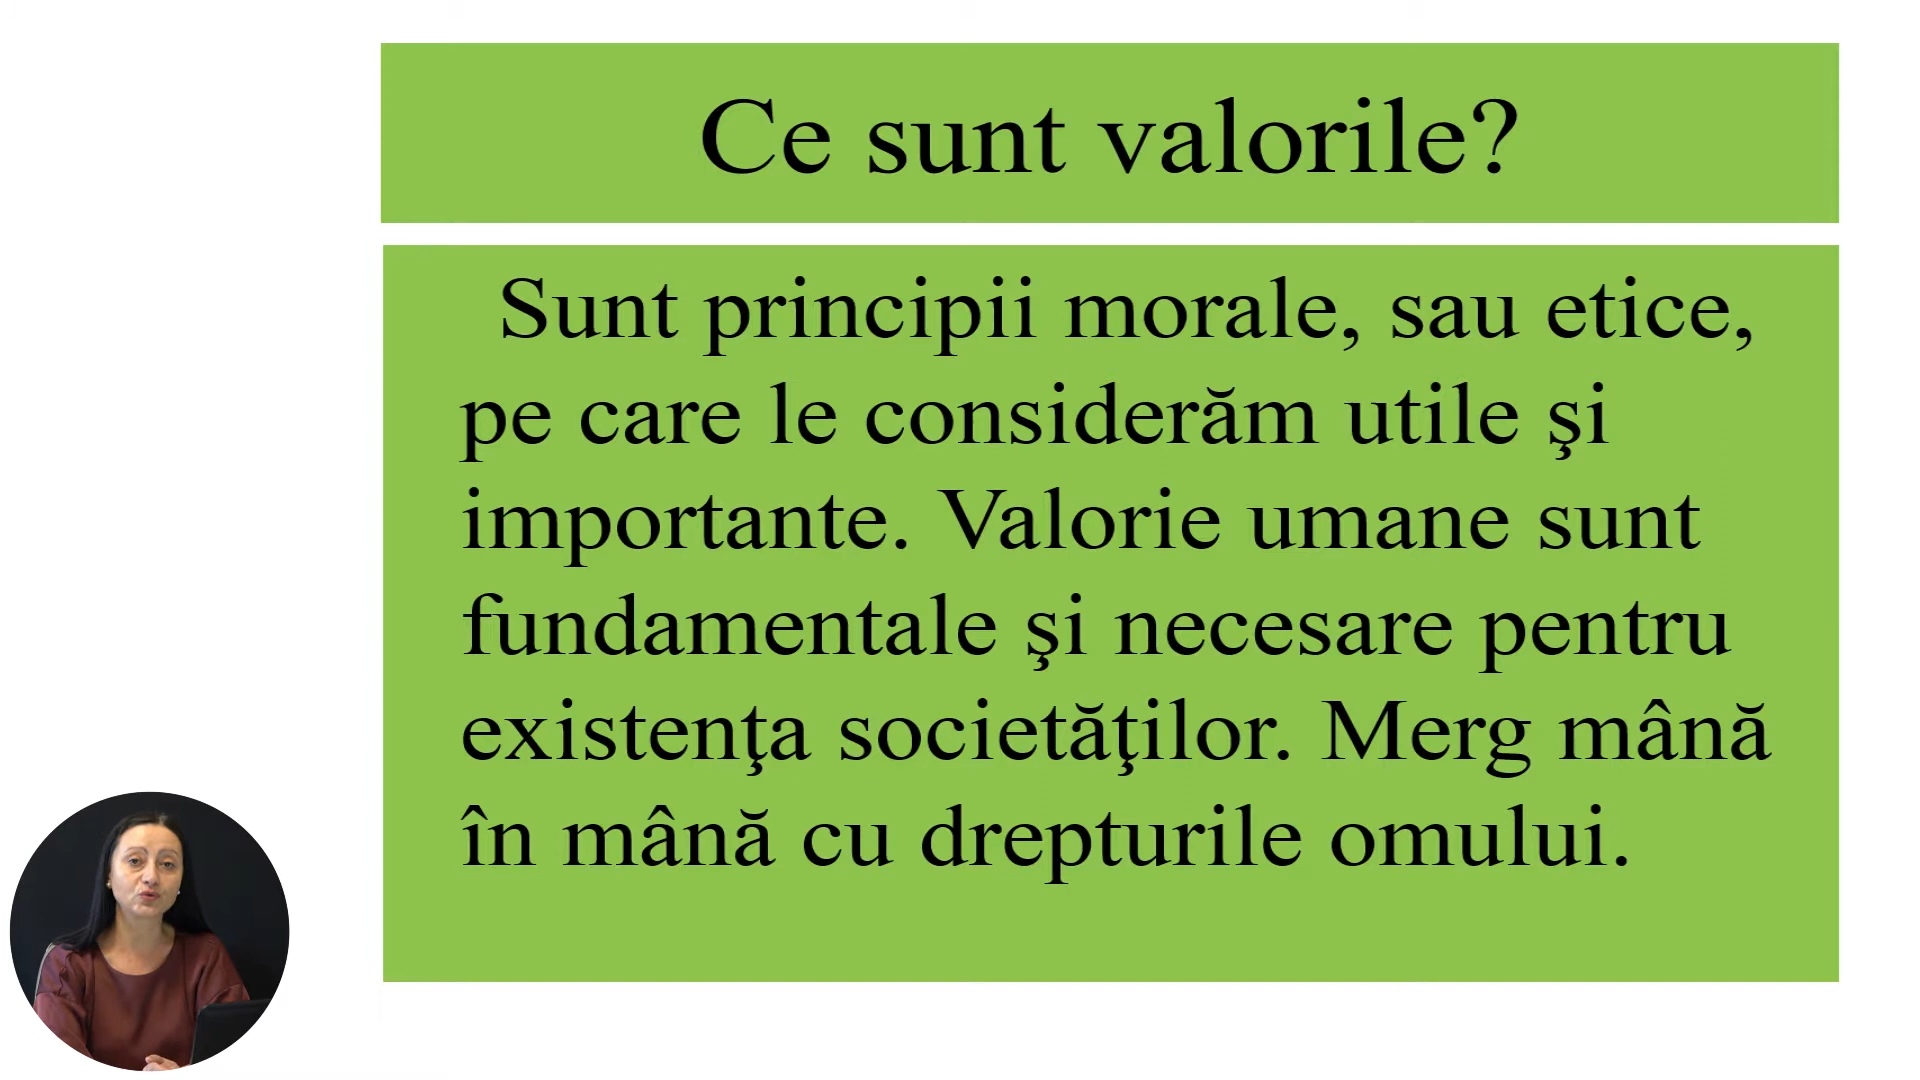 Ce sunt valorile?
Sunt principii morale, sau etice,
pe care le considerăm utile şi
importante. Valorie umane sunt
fundamentale şi necesare pentru
existenţa societăţilor. Merg mână
în mână cu drepturile omului.